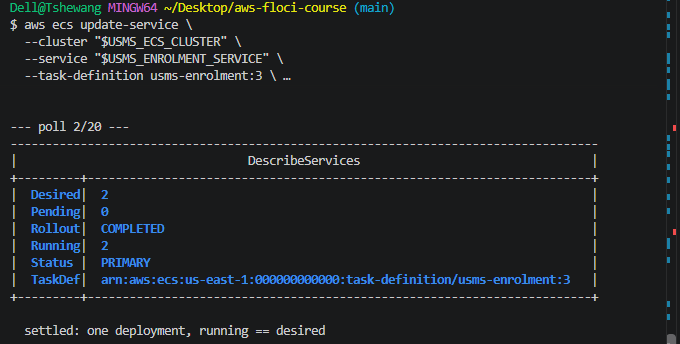 Dell@Tshewang MINGW64 ~/Desktop/aws-floci-course (main)
$ aws ecs update-service \
  --cluster "$USMS_ECS_CLUSTER" \
  --service "$USMS_ENROLMENT_SERVICE" \
  --task-definition usms-enrolment:3 \ …
--- poll 2/20 ---
-------------------------------------------------------------------------------
|                              DescribeServices                               |
+---------+-------------------------------------------------------------------+
|  Desired|  2                                                                |
|  Pending|  0                                                                |
|  Rollout|  COMPLETED                                                        |
|  Running|  2                                                                |
|  Status |  PRIMARY                                                          |
|  TaskDef|  arn:aws:ecs:us-east-1:000000000000:task-definition/usms-enrolment:3   |
+---------+-------------------------------------------------------------------+
  settled: one deployment, running == desired